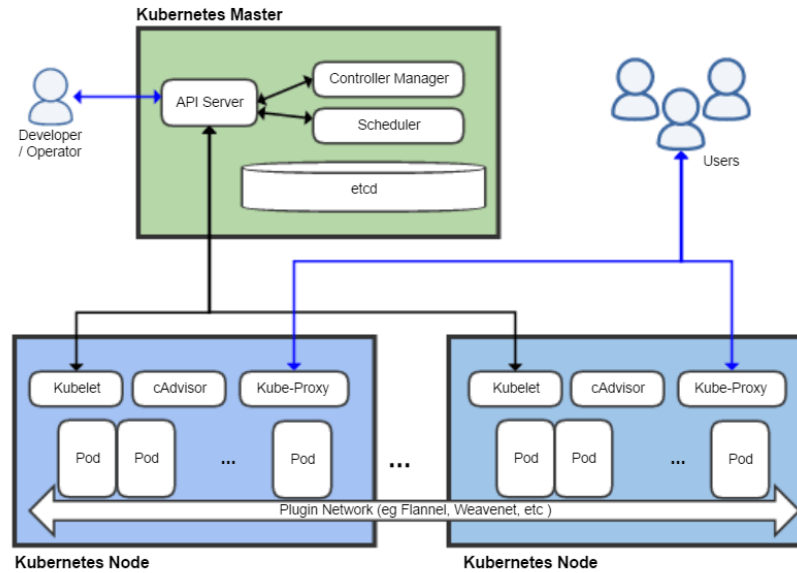 Kubernetes Master
API Server
Controller Manager
Scheduler
etcd
Developer
/ Operator
Users
Kubelet
cAdvisor
Kube-Proxy
Pod
Pod
...
Pod
...
Kubelet
cAdvisor
Kube-Proxy
Pod
Pod
...
Pod
Plugin Network (eg Flannel, Weavenet, etc )
Kubernetes Node
Kubernetes Node